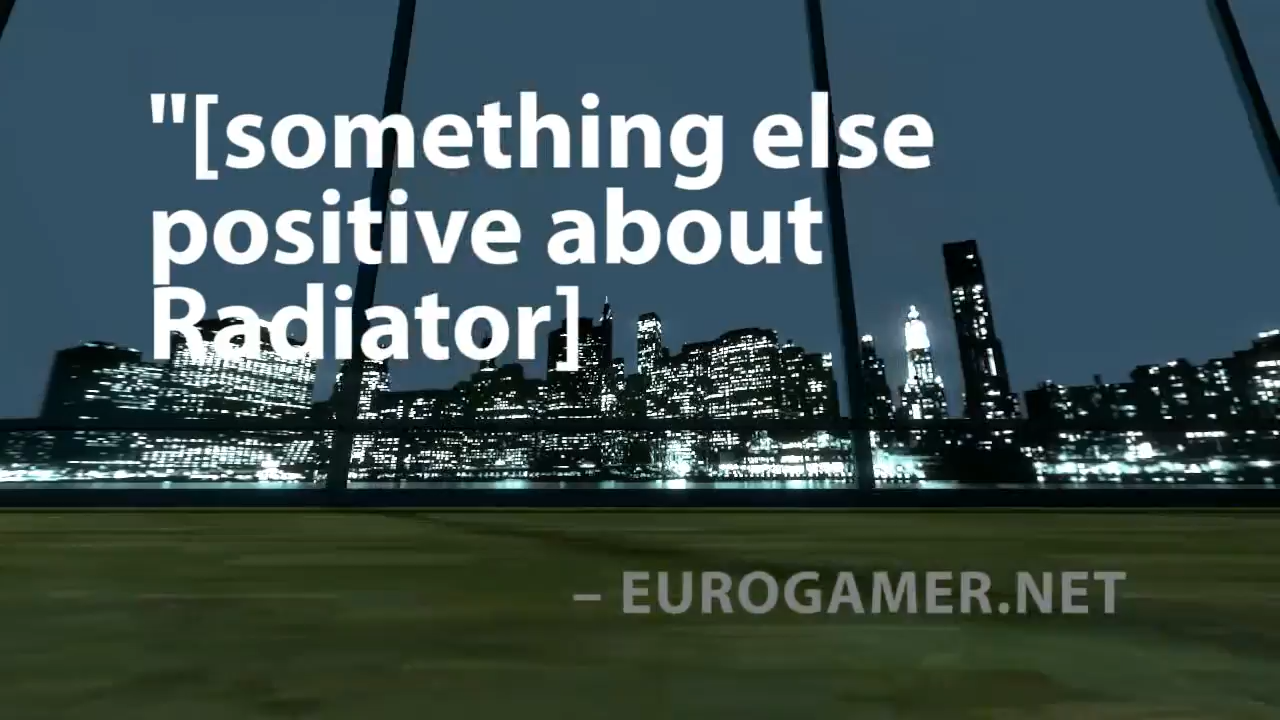 "[something else
positive about
Radiator]
– EUROGAMER.NET